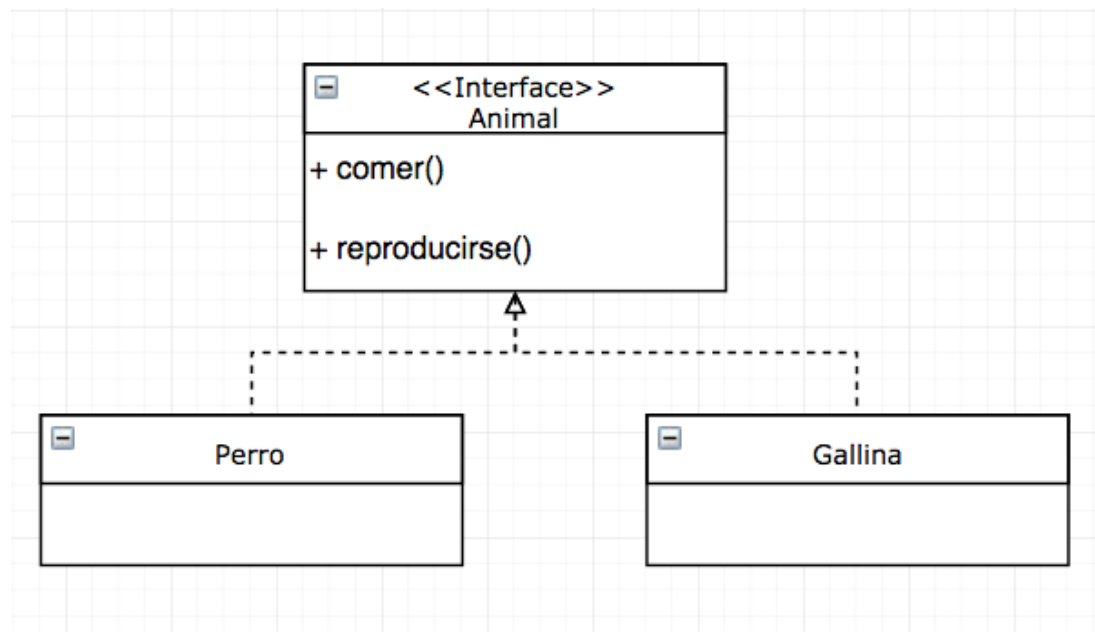 <<Interface>>
Animal
+ comer()
+ reproducirse()
Perro
Gallina